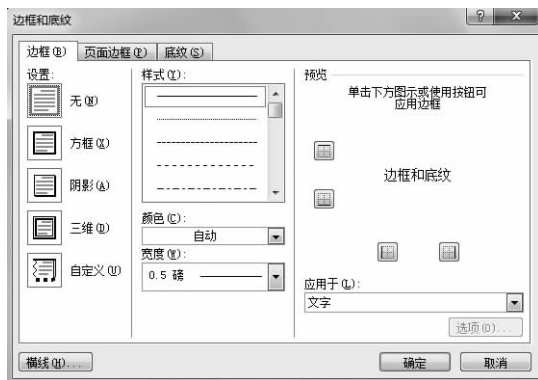 边框和底纹
边框(B) 页面边框(P) 底纹(S)
设置:
无(N)
方框(X)
阴影(A)
三维(D)
自定义(U)
样式(Y):
颜色(C):
自动
宽度(W):
0.5 磅
预览
单击下方图示或使用按钮可
应用边框
边框和底纹
应用于(L):
文字
选项(O)...
横线(H)...
确定
取消